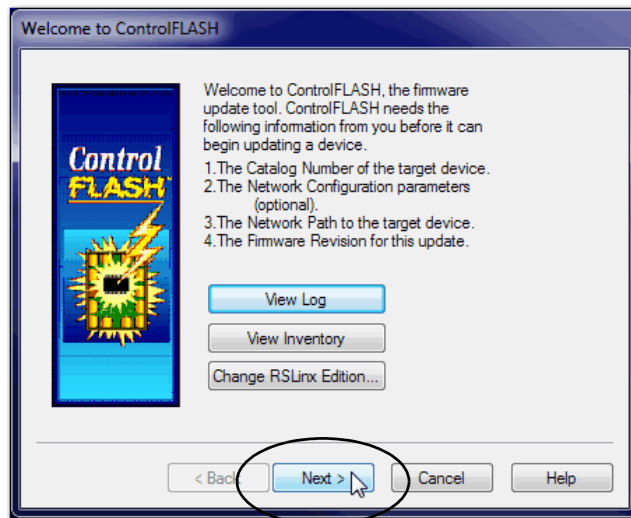 Welcome to ControlFLASH
Welcome to ControlFLASH, the firmware
update tool. ControlFLASH needs the
following information from you before it can
begin updating a device.
1.The Catalog Number of the target device.
2.The Network Configuration parameters
(optional).
3.The Network Path to the target device.
4.The Firmware Revision for this update.
Control
FLASH
View Log
View Inventory
Change RSLinx Edition...
< Back Next > Cancel Help